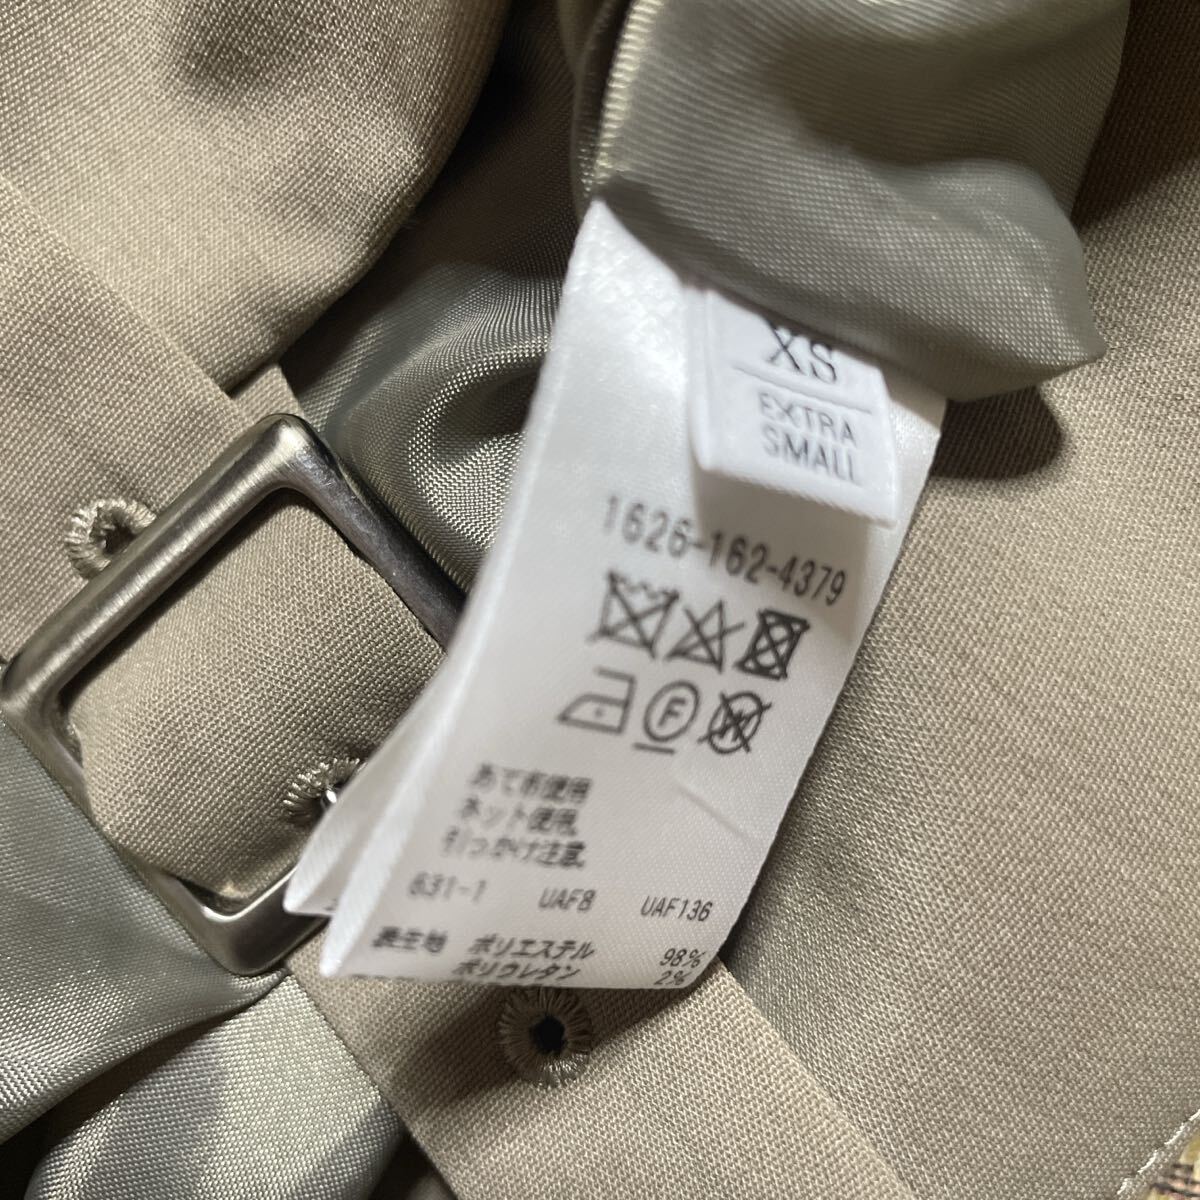 XS
EXTRA
SMALL
1626-162-4379
F
W
あて布使用
ネット使用。
引っかけ注意。
631-1 UAF8 UAF136
表生地 ポリエステル 98%
ポリウレタン 2%